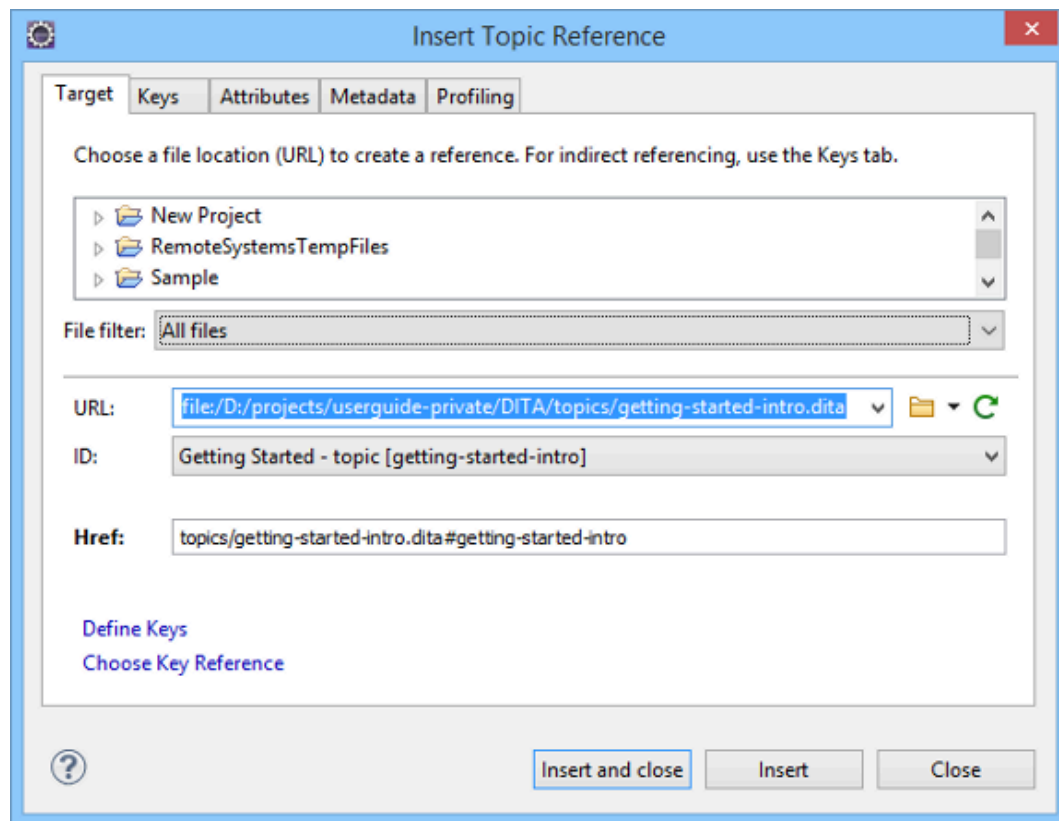 Insert Topic Reference
Target Keys Attributes Metadata Profiling
Choose a file location (URL) to create a reference. For indirect referencing, use the Keys tab.
New Project
RemoteSystemsTempFiles
Sample
File filter: All files
URL: file:/D:/projects/userguide-private/DITA/topics/getting-started-intro.dita
ID: Getting Started - topic [getting-started-intro]
Href: topics/getting-started-intro.dita#getting-started-intro
Define Keys
Choose Key Reference
? Insert and close Insert Close